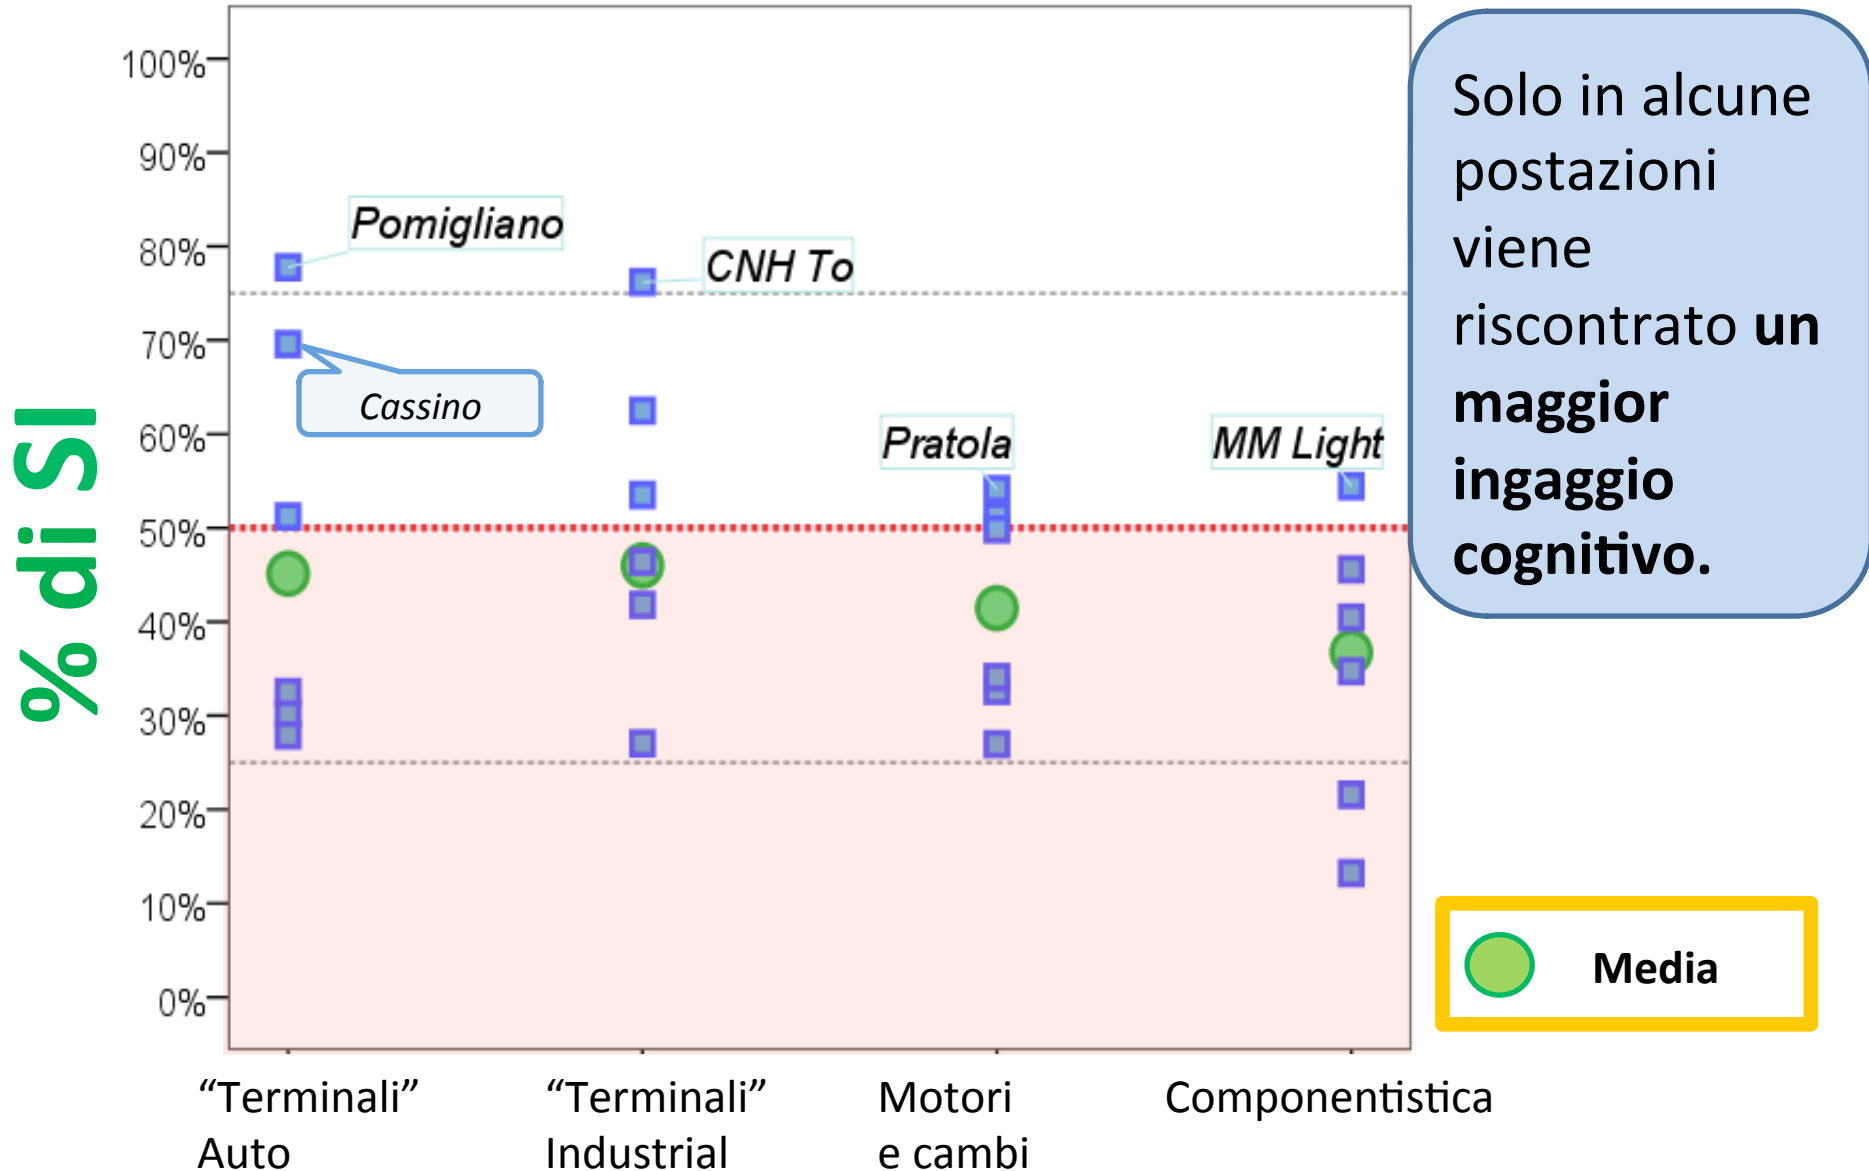 % di SI
100%
90%
80%
70%
60%
50%
40%
30%
20%
10%
0%
Pomigliano
CNH To
Cassino
Pratola
MM Light
“Terminali”
Auto
“Terminali”
Industrial
Motori
e cambi
Componentistica
Solo in alcune
postazioni
viene
riscontrato un
maggior
ingaggio
cognitivo.
Media